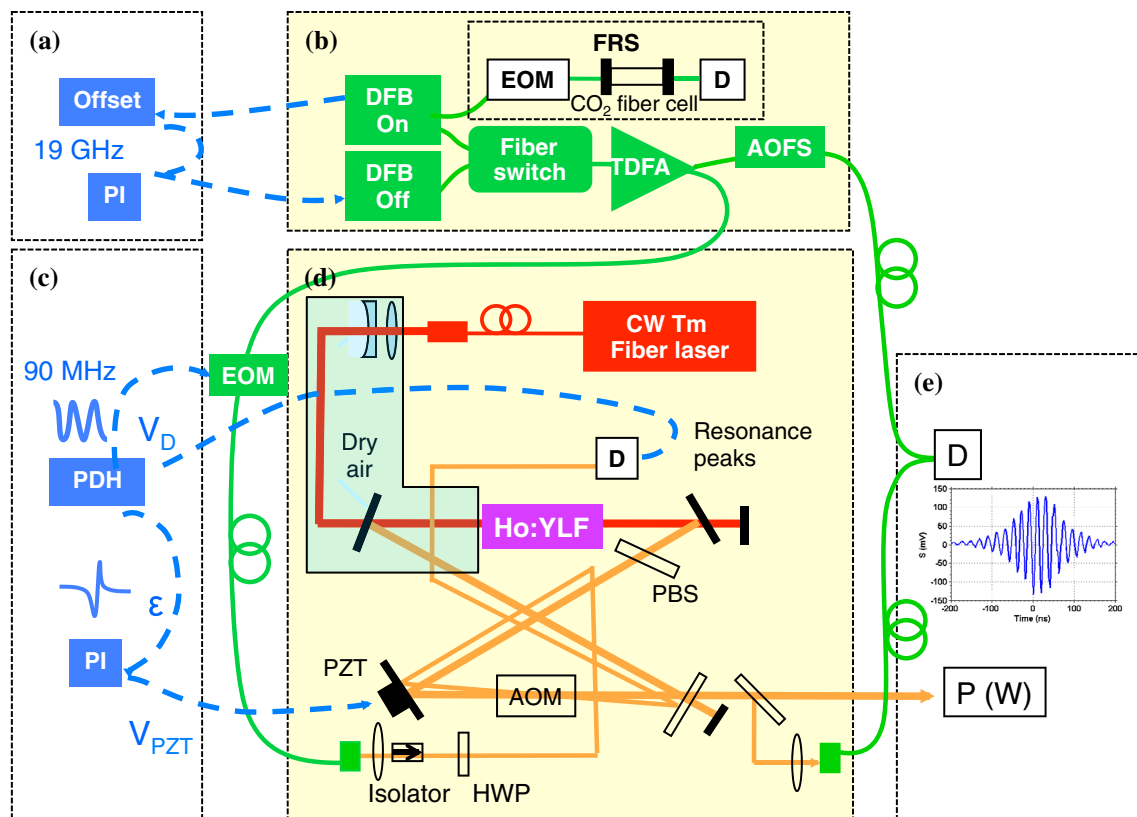 (a)
Offset
19 GHz
PI
(b)
FRS
EOM
D
CO₂ fiber cell
DFB
On
DFB
Off
Fiber
switch
TDFA
AOFS
(c)
90 MHz
EOM
V_D
PDH
ε
PI
V_PZT
(d)
CW Tm
Fiber laser
Dry
air
D
Resonance
peaks
Ho:YLF
PBS
PZT
AOM
Isolator
HWP
(e)
D
S (mV)
150
100
50
0
-50
-100
-150
-200
-100
0
100
200
Time (ns)
P (W)